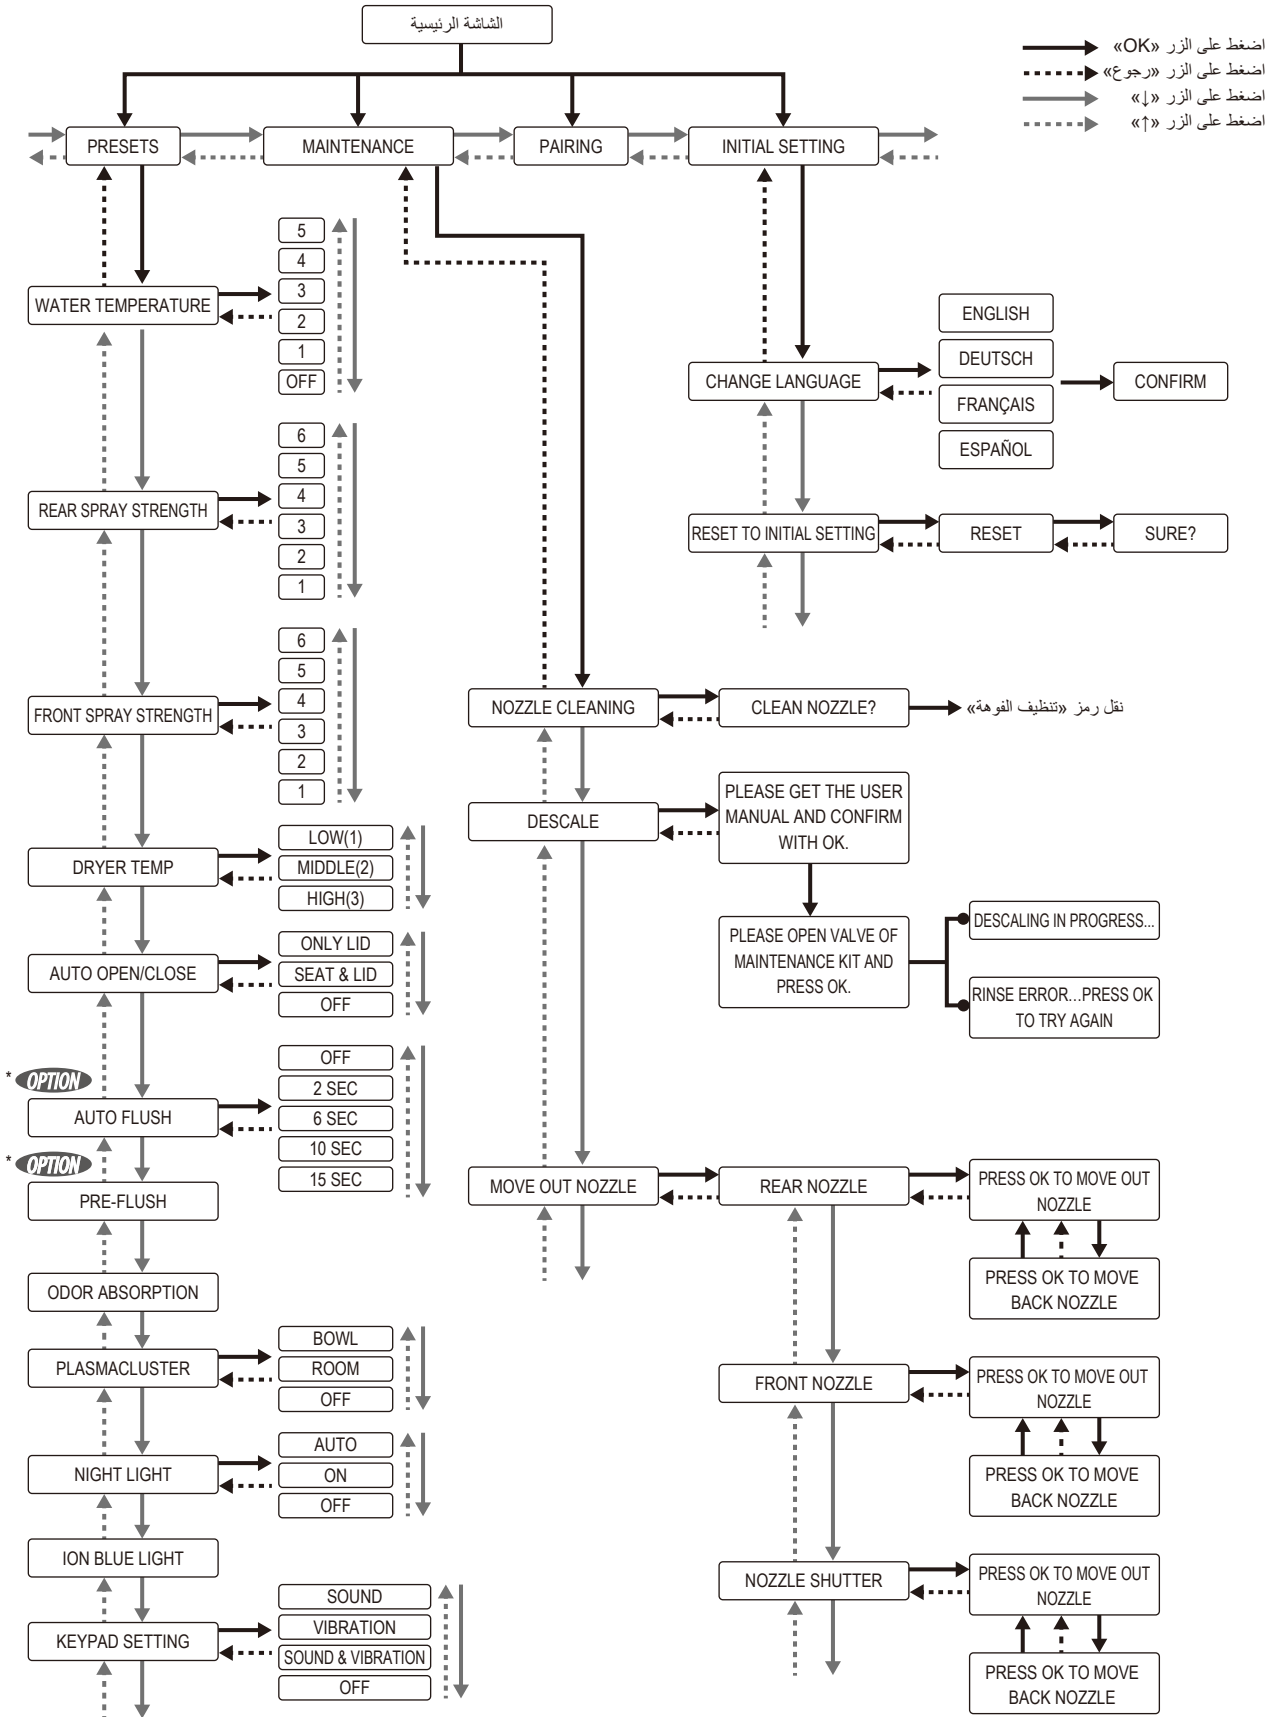 الشاشة الرئيسية
اضغط على الزر «OK»
اضغط على الزر «رجوع»
اضغط على الزر «↓»
اضغط على الزر «↑»
PRESETS
MAINTENANCE
PAIRING
INITIAL SETTING
WATER TEMPERATURE
5
4
3
2
1
OFF
REAR SPRAY STRENGTH
6
5
4
3
2
1
FRONT SPRAY STRENGTH
6
5
4
3
2
1
DRYER TEMP
LOW(1)
MIDDLE(2)
HIGH(3)
AUTO OPEN/CLOSE
ONLY LID
SEAT & LID
OFF
* OPTION
AUTO FLUSH
OFF
2 SEC
6 SEC
10 SEC
15 SEC
* OPTION
PRE-FLUSH
ODOR ABSORPTION
PLASMACLUSTER
BOWL
ROOM
OFF
NIGHT LIGHT
AUTO
ON
OFF
ION BLUE LIGHT
KEYPAD SETTING
SOUND
VIBRATION
SOUND & VIBRATION
OFF
NOZZLE CLEANING
CLEAN NOZZLE?
نقل رمز «تنظيف الفوهة»
DESCALE
PLEASE GET THE USER
MANUAL AND CONFIRM
WITH OK.
PLEASE OPEN VALVE OF
MAINTENANCE KIT AND
PRESS OK.
DESCALING IN PROGRESS...
RINSE ERROR...PRESS OK
TO TRY AGAIN
MOVE OUT NOZZLE
REAR NOZZLE
PRESS OK TO MOVE OUT
NOZZLE
PRESS OK TO MOVE
BACK NOZZLE
FRONT NOZZLE
PRESS OK TO MOVE OUT
NOZZLE
PRESS OK TO MOVE
BACK NOZZLE
NOZZLE SHUTTER
PRESS OK TO MOVE OUT
NOZZLE
PRESS OK TO MOVE
BACK NOZZLE
CHANGE LANGUAGE
ENGLISH
DEUTSCH
FRANÇAIS
ESPAÑOL
CONFIRM
RESET TO INITIAL SETTING
RESET
SURE?